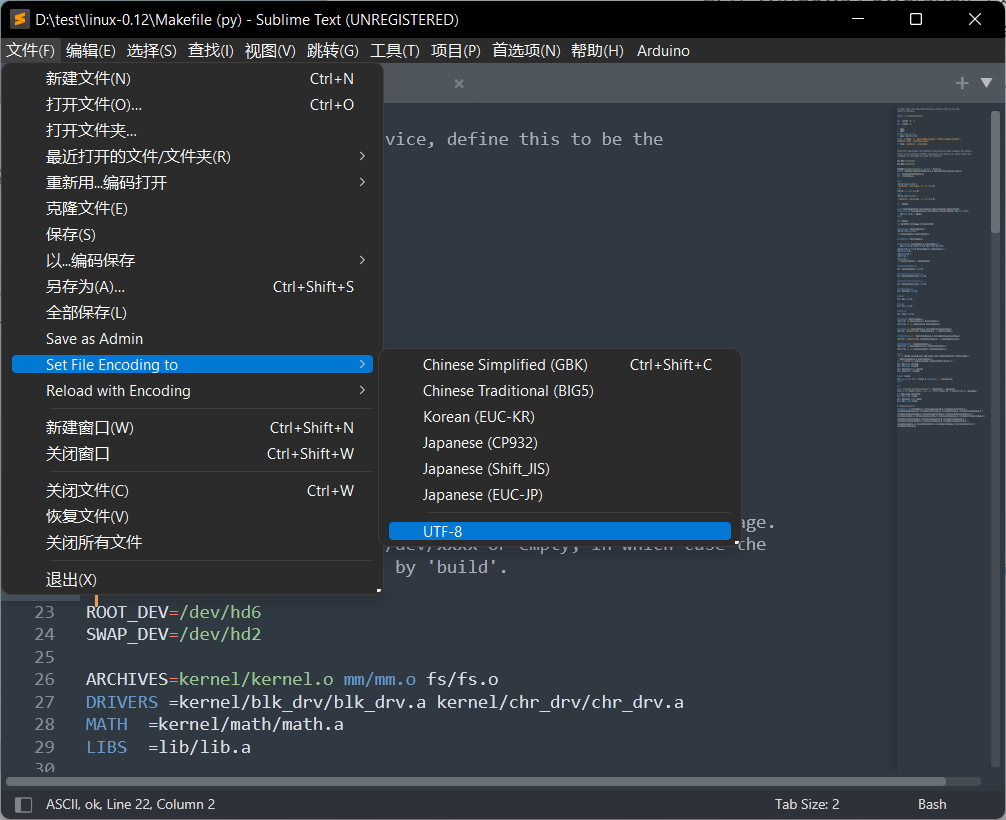 D:\test\linux-0.12\Makefile (py) - Sublime Text (UNREGISTERED)
文件(F) 编辑(E) 选择(S) 查找(I) 视图(V) 跳转(G) 工具(T) 项目(P) 首选项(N) 帮助(H) Arduino
新建文件(N) Ctrl+N
打开文件(O)... Ctrl+O
打开文件夹...
最近打开的文件/文件夹(R)
重新用...编码打开
克隆文件(E)
保存(S)
以...编码保存
另存为(A)... Ctrl+Shift+S
全部保存(L)
Save as Admin
Set File Encoding to
Reload with Encoding
新建窗口(W) Ctrl+Shift+N
关闭窗口 Ctrl+Shift+W
关闭文件(C) Ctrl+W
恢复文件(V)
关闭所有文件
退出(X)
Chinese Simplified (GBK) Ctrl+Shift+C
Chinese Traditional (BIG5)
Korean (EUC-KR)
Japanese (CP932)
Japanese (Shift_JIS)
Japanese (EUC-JP)
UTF-8
vice, define this to be the
age.
/dev/xxxx or empty, in which case the
by 'build'.
23 ROOT_DEV=/dev/hd6
24 SWAP_DEV=/dev/hd2
25
26 ARCHIVES=kernel/kernel.o mm/mm.o fs/fs.o
27 DRIVERS =kernel/blk_drv/blk_drv.a kernel/chr_drv/chr_drv.a
28 MATH =kernel/math/math.a
29 LIBS =lib/lib.a
30
ASCII, ok, Line 22, Column 2 Tab Size: 2 Bash